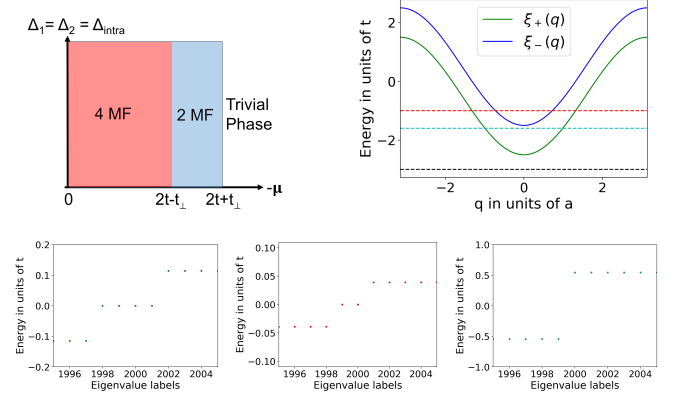 Δ₁= Δ₂ = Δintra
4 MF
2 MF
Trivial
Phase
-μ
0
2t-t⊥
2t+t⊥
Energy in units of t
2
0
−2
ξ₊(q)
ξ₋(q)
−2
0
2
q in units of a
Energy in units of t
0.2
0.1
0.0
−0.1
−0.2
1996 1998 2000 2002 2004
Eigenvalue labels
Energy in units of t
0.10
0.05
0.00
−0.05
−0.10
1996 1998 2000 2002 2004
Eigenvalue labels
Energy in units of t
1.0
0.5
0.0
−0.5
−1.0
1996 1998 2000 2002 2004
Eigenvalue labels